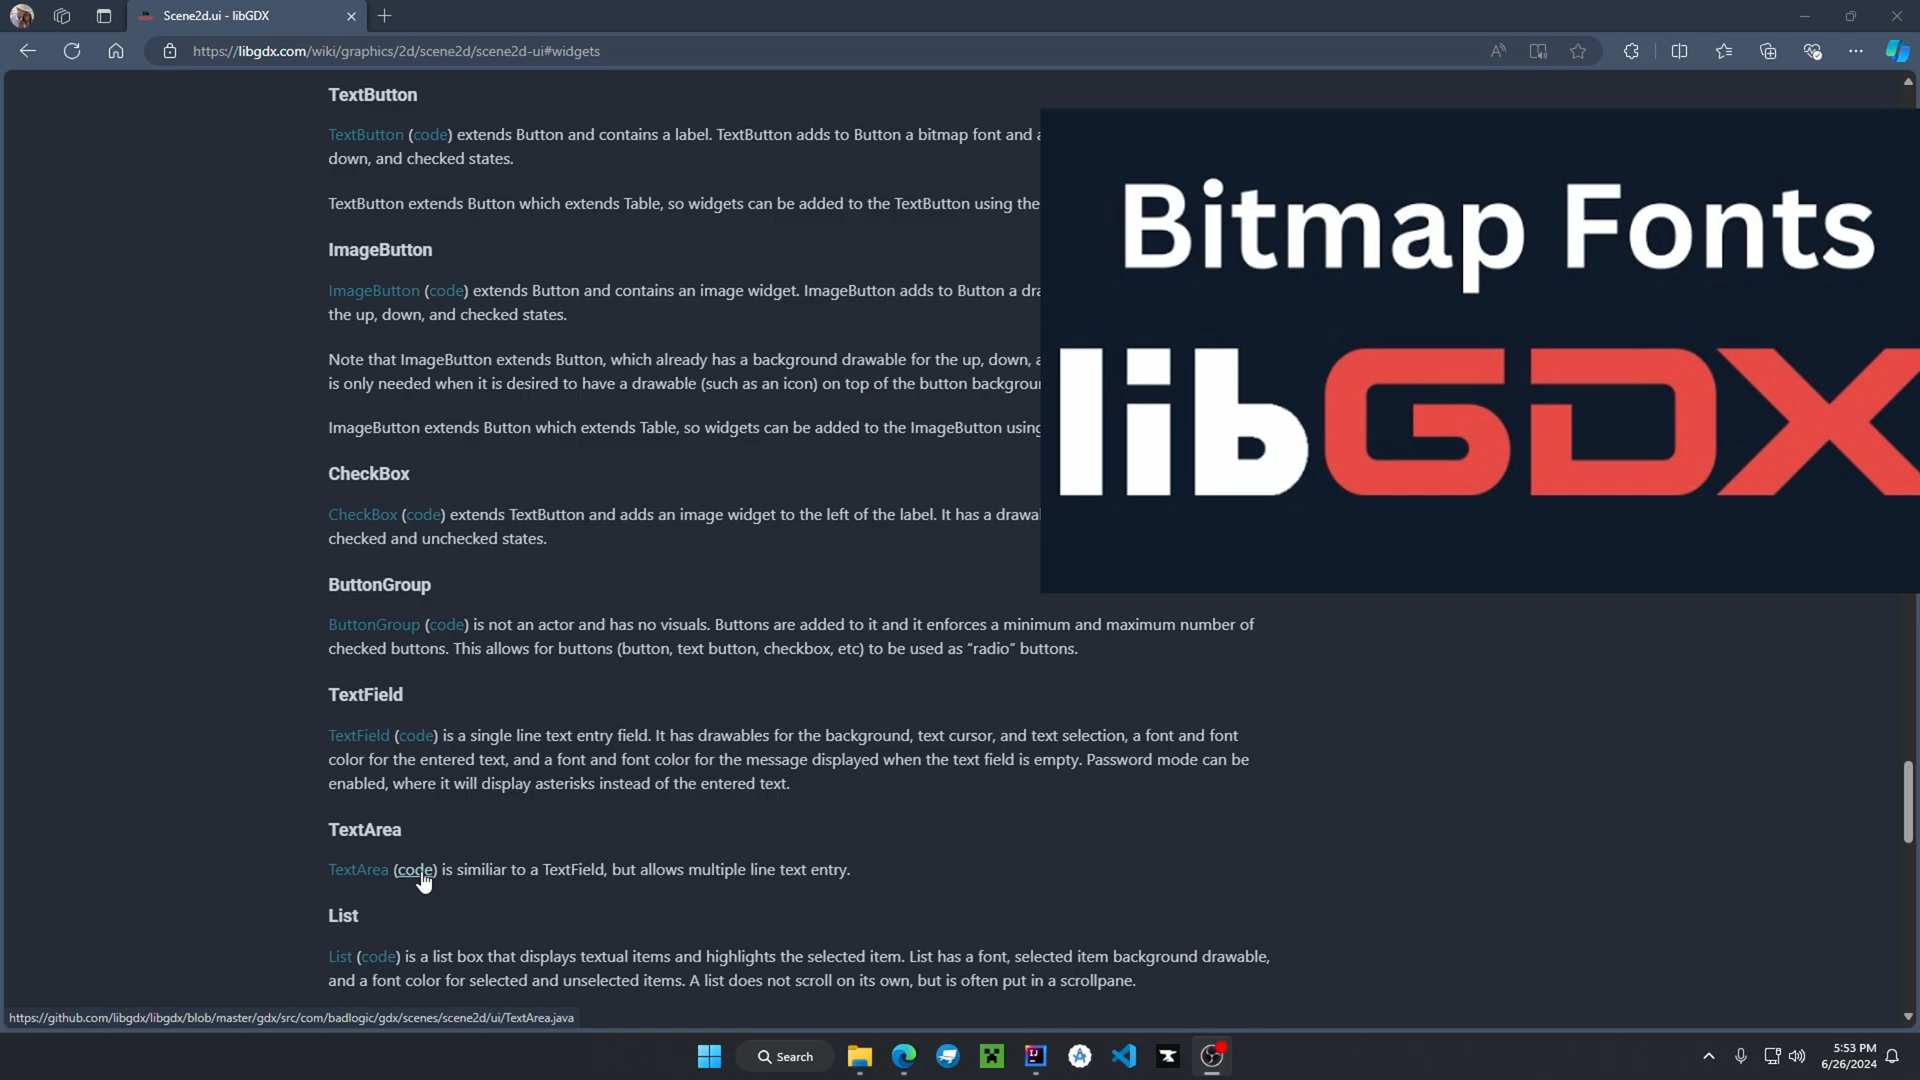 Scene2d.ui - libGDX
https://libgdx.com/wiki/graphics/2d/scene2d/scene2d-ui#widgets
TextButton
TextButton (code) extends Button and contains a label. TextButton adds to Button a bitmap font and a
down, and checked states.
TextButton extends Button which extends Table, so widgets can be added to the TextButton using the
ImageButton
ImageButton (code) extends Button and contains an image widget. ImageButton adds to Button a dra
the up, down, and checked states.
Note that ImageButton extends Button, which already has a background drawable for the up, down, a
is only needed when it is desired to have a drawable (such as an icon) on top of the button backgroun
ImageButton extends Button which extends Table, so widgets can be added to the ImageButton using
CheckBox
CheckBox (code) extends TextButton and adds an image widget to the left of the label. It has a drawa
checked and unchecked states.
ButtonGroup
ButtonGroup (code) is not an actor and has no visuals. Buttons are added to it and it enforces a minimum and maximum number of
checked buttons. This allows for buttons (button, text button, checkbox, etc) to be used as “radio” buttons.
TextField
TextField (code) is a single line text entry field. It has drawables for the background, text cursor, and text selection, a font and font
color for the entered text, and a font and font color for the message displayed when the text field is empty. Password mode can be
enabled, where it will display asterisks instead of the entered text.
TextArea
TextArea (code) is similiar to a TextField, but allows multiple line text entry.
List
List (code) is a list box that displays textual items and highlights the selected item. List has a font, selected item background drawable,
and a font color for selected and unselected items. A list does not scroll on its own, but is often put in a scrollpane.
Bitmap Fonts
libGDX
https://github.com/libgdx/libgdx/blob/master/gdx/src/com/badlogic/gdx/scenes/scene2d/ui/TextArea.java
Search
5:53 PM
6/26/2024